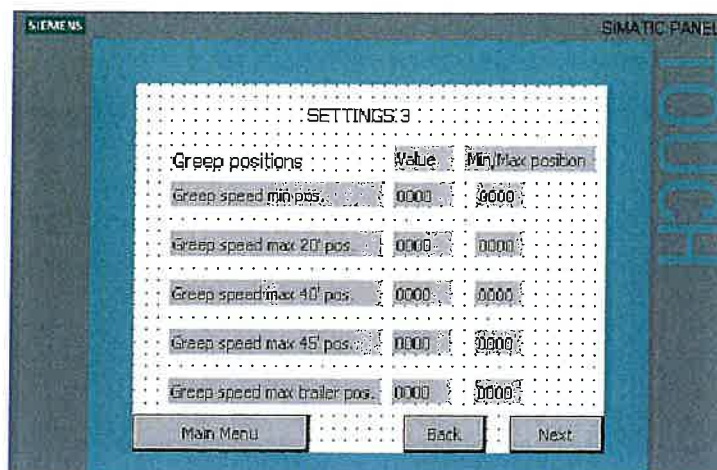 SIEMENS SIMATIC PANEL
TOUCH
SETTINGS 3
Greep positions Value Min/Max position
Greep speed min pos. 0000 0000
Greep speed max 20' pos. 0000 0000
Greep speed max 40' pos. 0000 0000
Greep speed max 45' pos. 0000 0000
Greep speed max trailer pos. 0000 0000
Main Menu Back Next